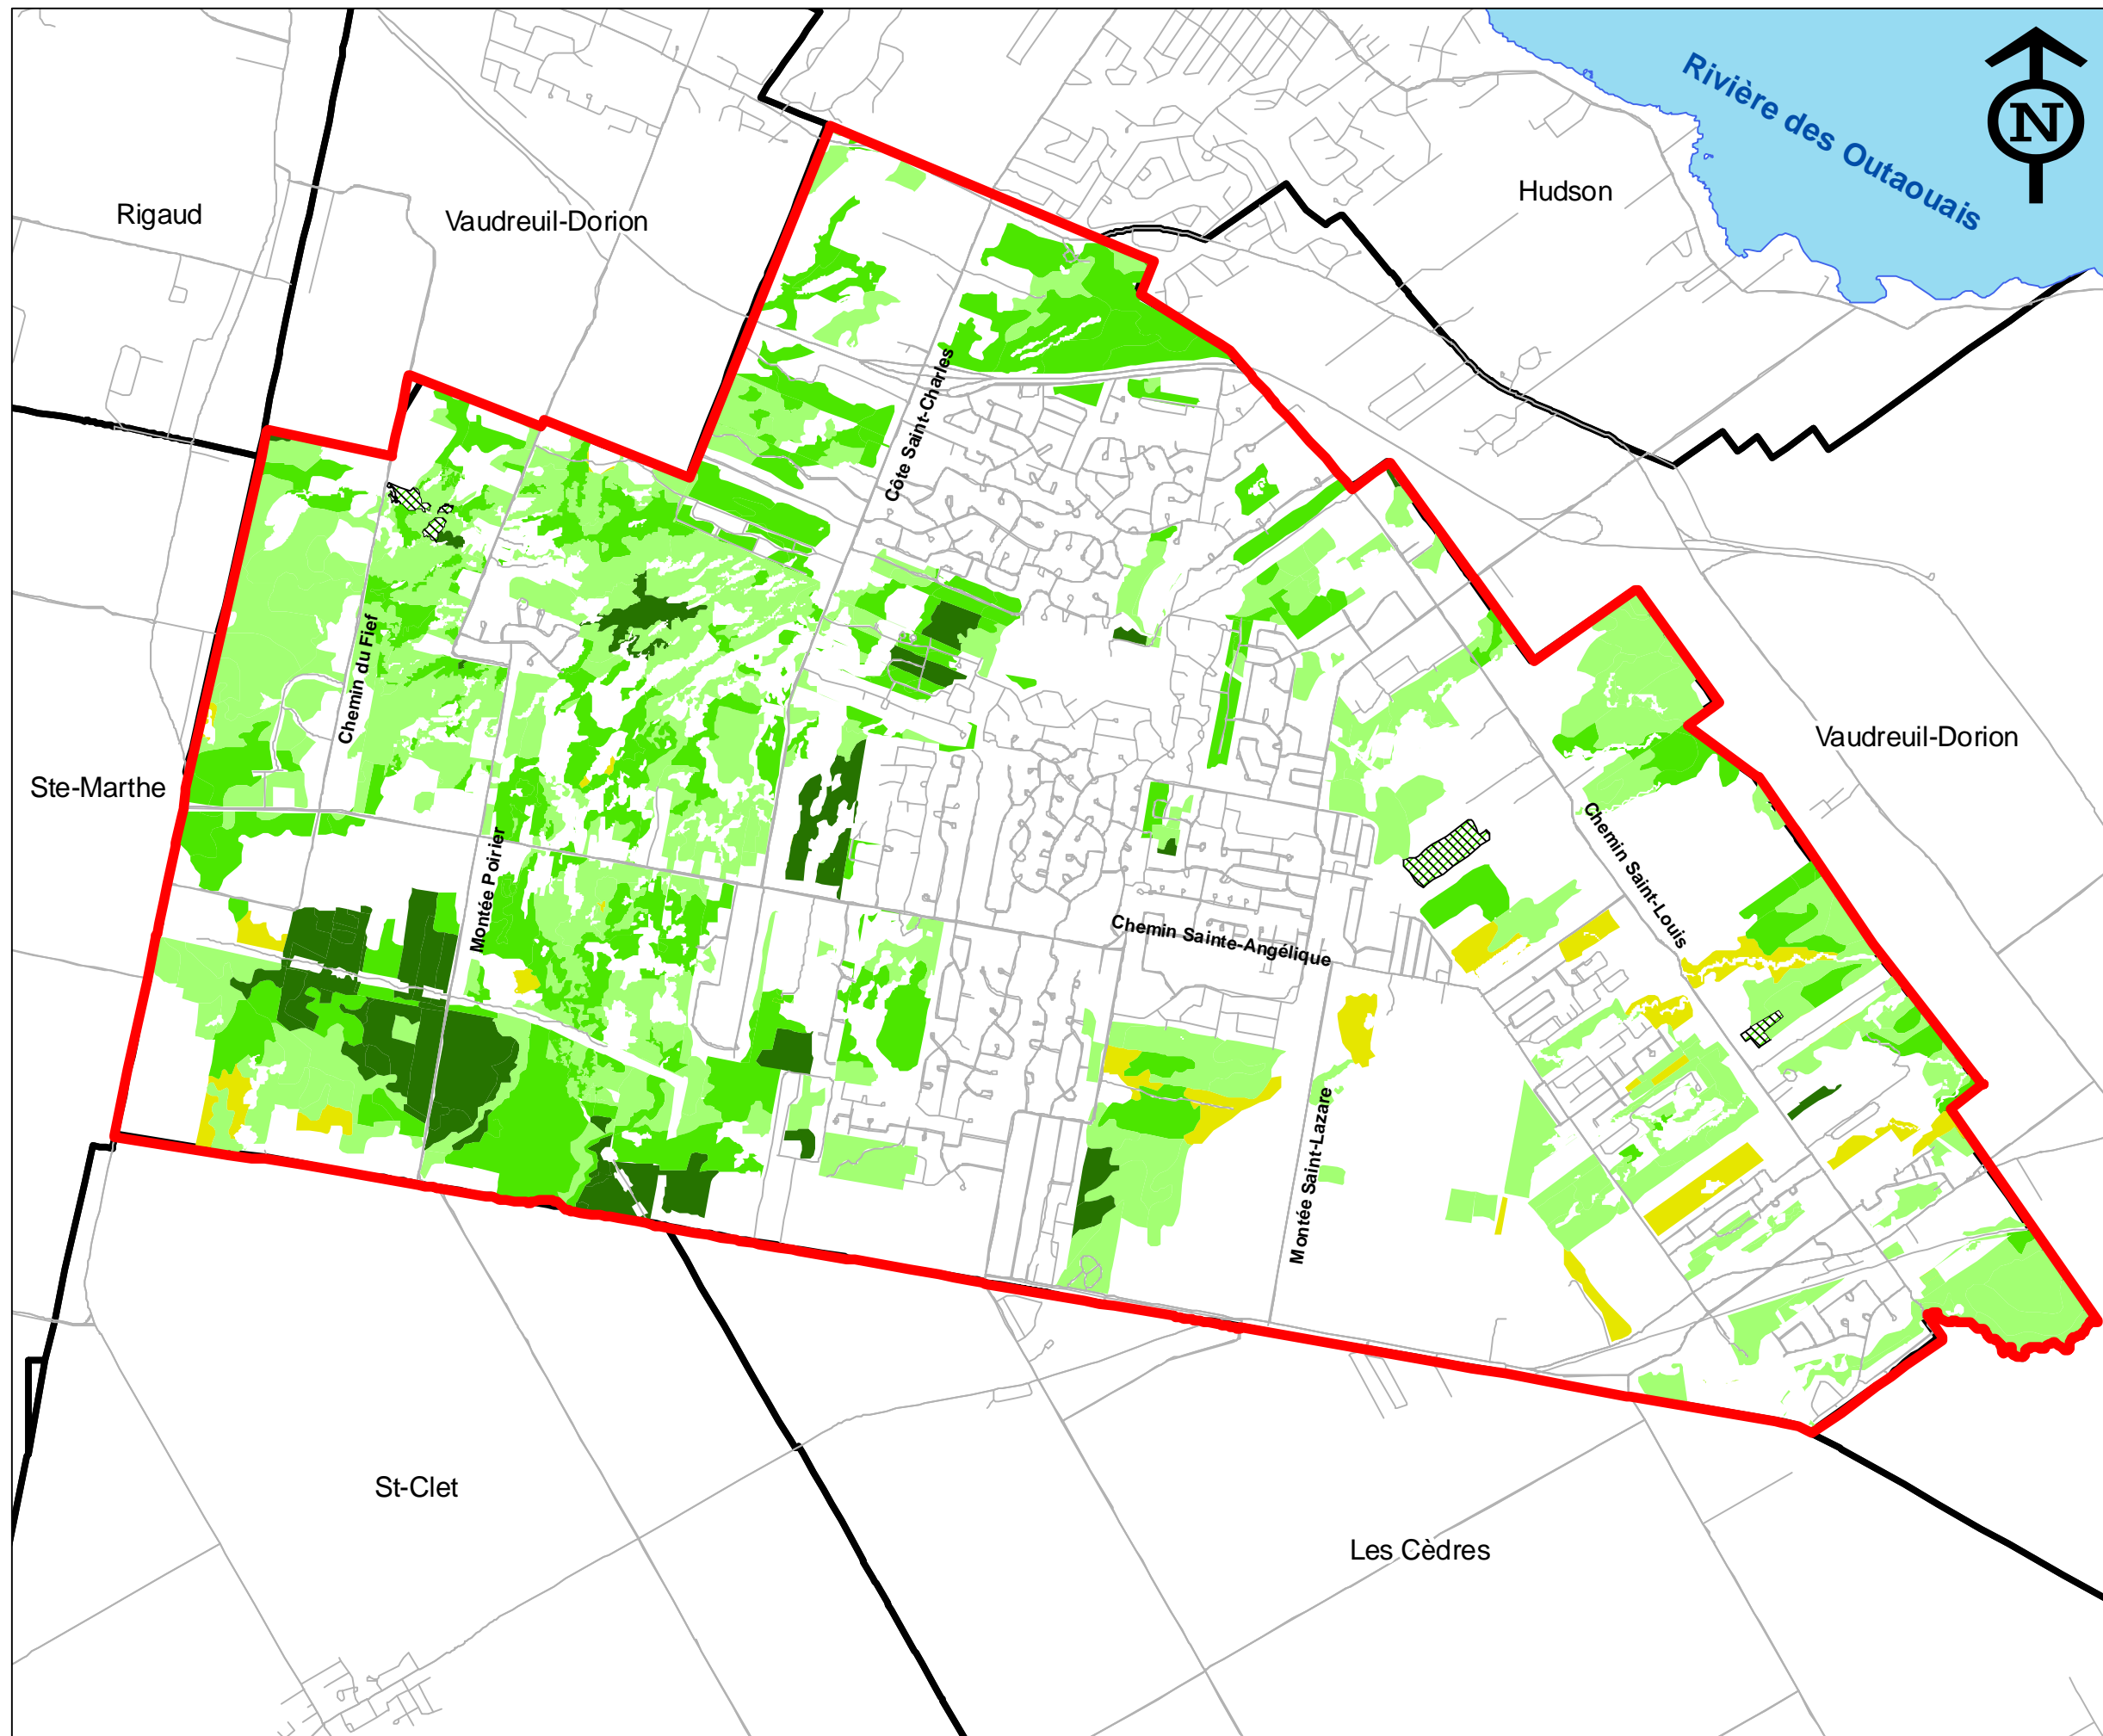 Rivière des Outaouais
N
Hudson
Rigaud
Vaudreuil-Dorion
Côte Saint-Charles
Chemin du Fief
Vaudreuil-Dorion
Ste-Marthe
Chemin Saint-Louis
Montée Poirier
Chemin Sainte-Angélique
Montée Saint-Lazare
St-Clet
Les Cèdres